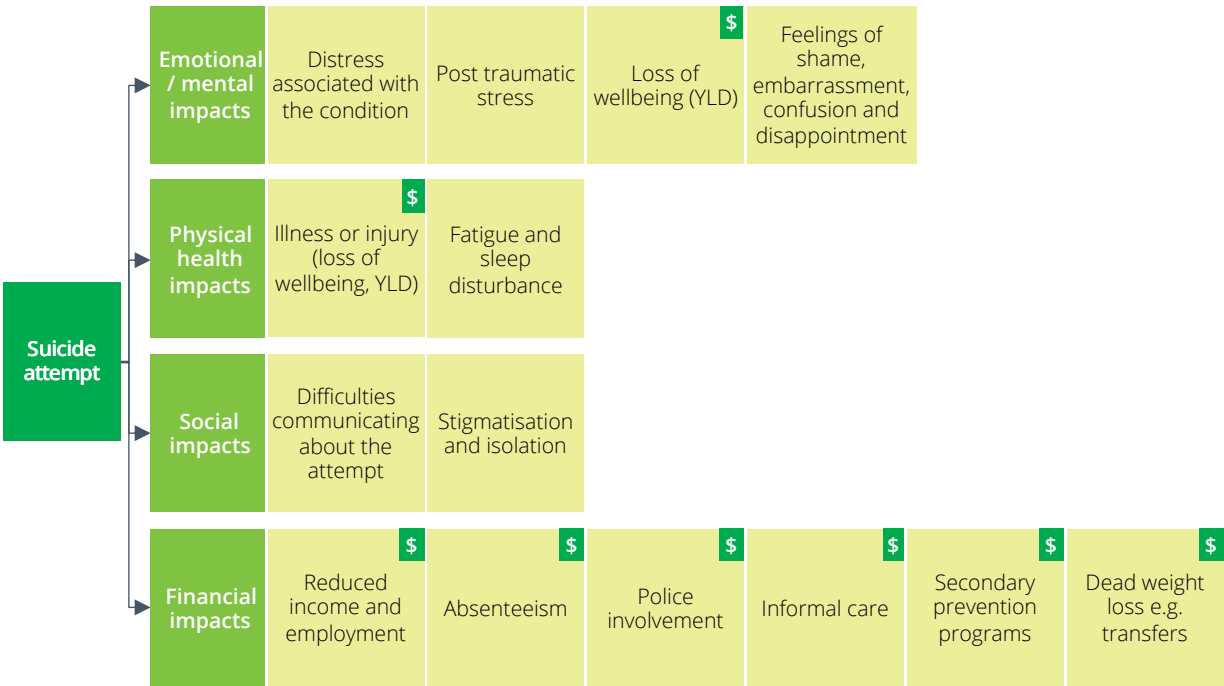 $
Emotional
/ mental
impacts
Distress
associated with
the condition
Post traumatic
stress
Loss of
wellbeing (YLD)
Feelings of
shame,
embarrassment,
confusion and
disappointment
$
Physical
health
impacts
Illness or injury
(loss of
wellbeing, YLD)
Fatigue and
sleep
disturbance
Suicide
attempt
Social
impacts
Difficulties
communicating
about the
attempt
Stigmatisation
and isolation
$
$
$
$
$
$
Financial
impacts
Reduced
income and
employment
Absenteeism
Police
involvement
Informal care
Secondary
prevention
programs
Dead weight
loss e.g.
transfers